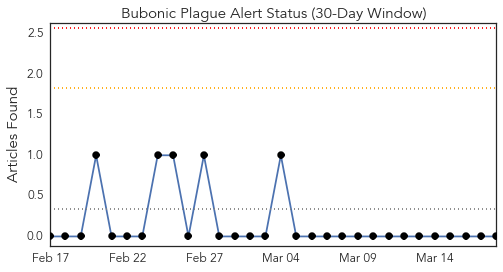 Bubonic Plague Alert Status (30-Day Window)
Articles Found
2.5
2.0
1.5
1.0
0.5
0.0
Feb 17 Feb 22 Feb 27 Mar 04 Mar 09 Mar 14